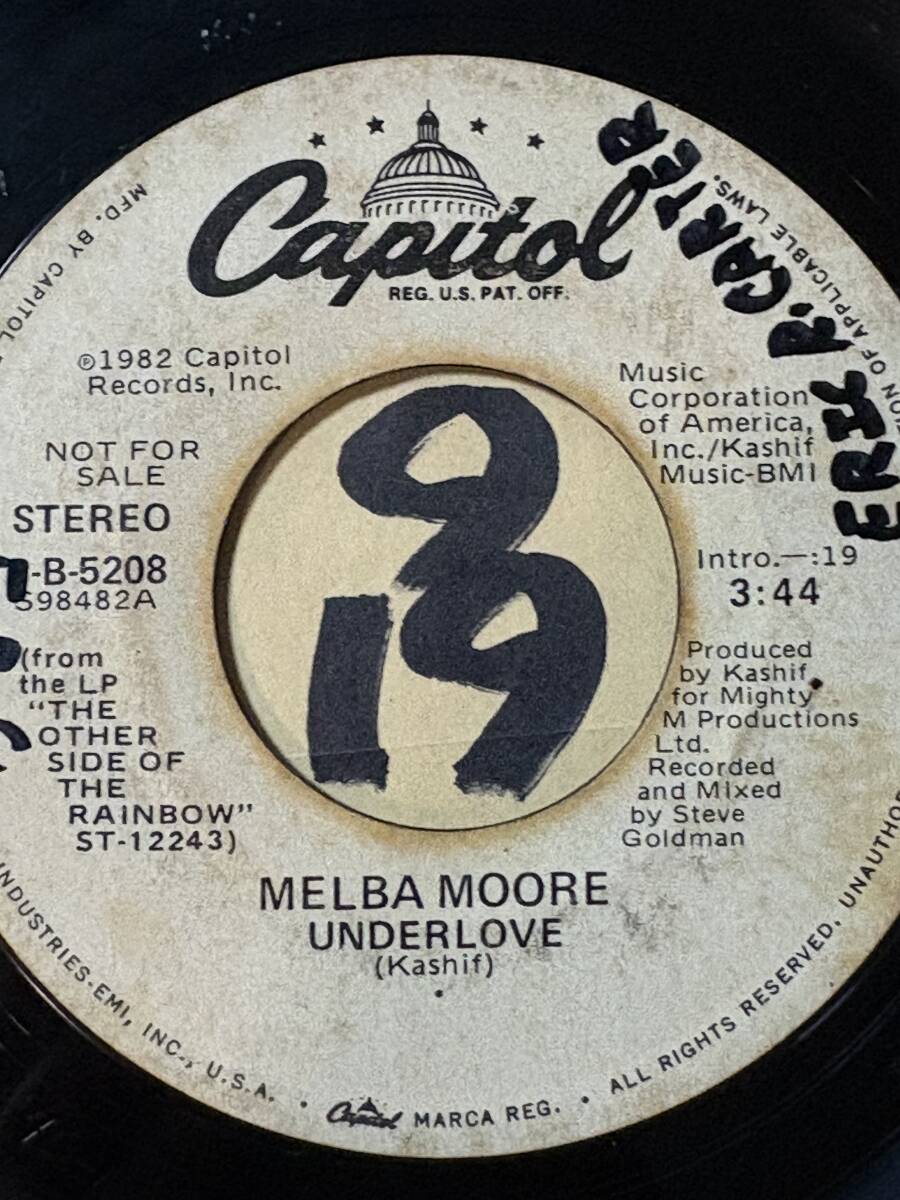 Capitol
REG. U.S. PAT. OFF.
MFD. BY CAPITOL
INDUSTRIES-EMI, INC., U.S.A. • Capitol MARCA REG. • ALL RIGHTS RESERVED. UNAUTHOR
ION OF APPLICABLE LAWS.
ERIK R. CARTER
℗1982 Capitol
Records, Inc.
NOT FOR
SALE
STEREO
-B-5208
S98482A
(from
the LP
"THE
OTHER
SIDE OF
THE
RAINBOW"
ST-12243)
Music
Corporation
of America,
Inc./Kashif
Music-BMI
Intro.—:19
3:44
Produced
by Kashif
for Mighty
M Productions
Ltd.
Recorded
and Mixed
by Steve
Goldman
MELBA MOORE
UNDERLOVE
(Kashif)